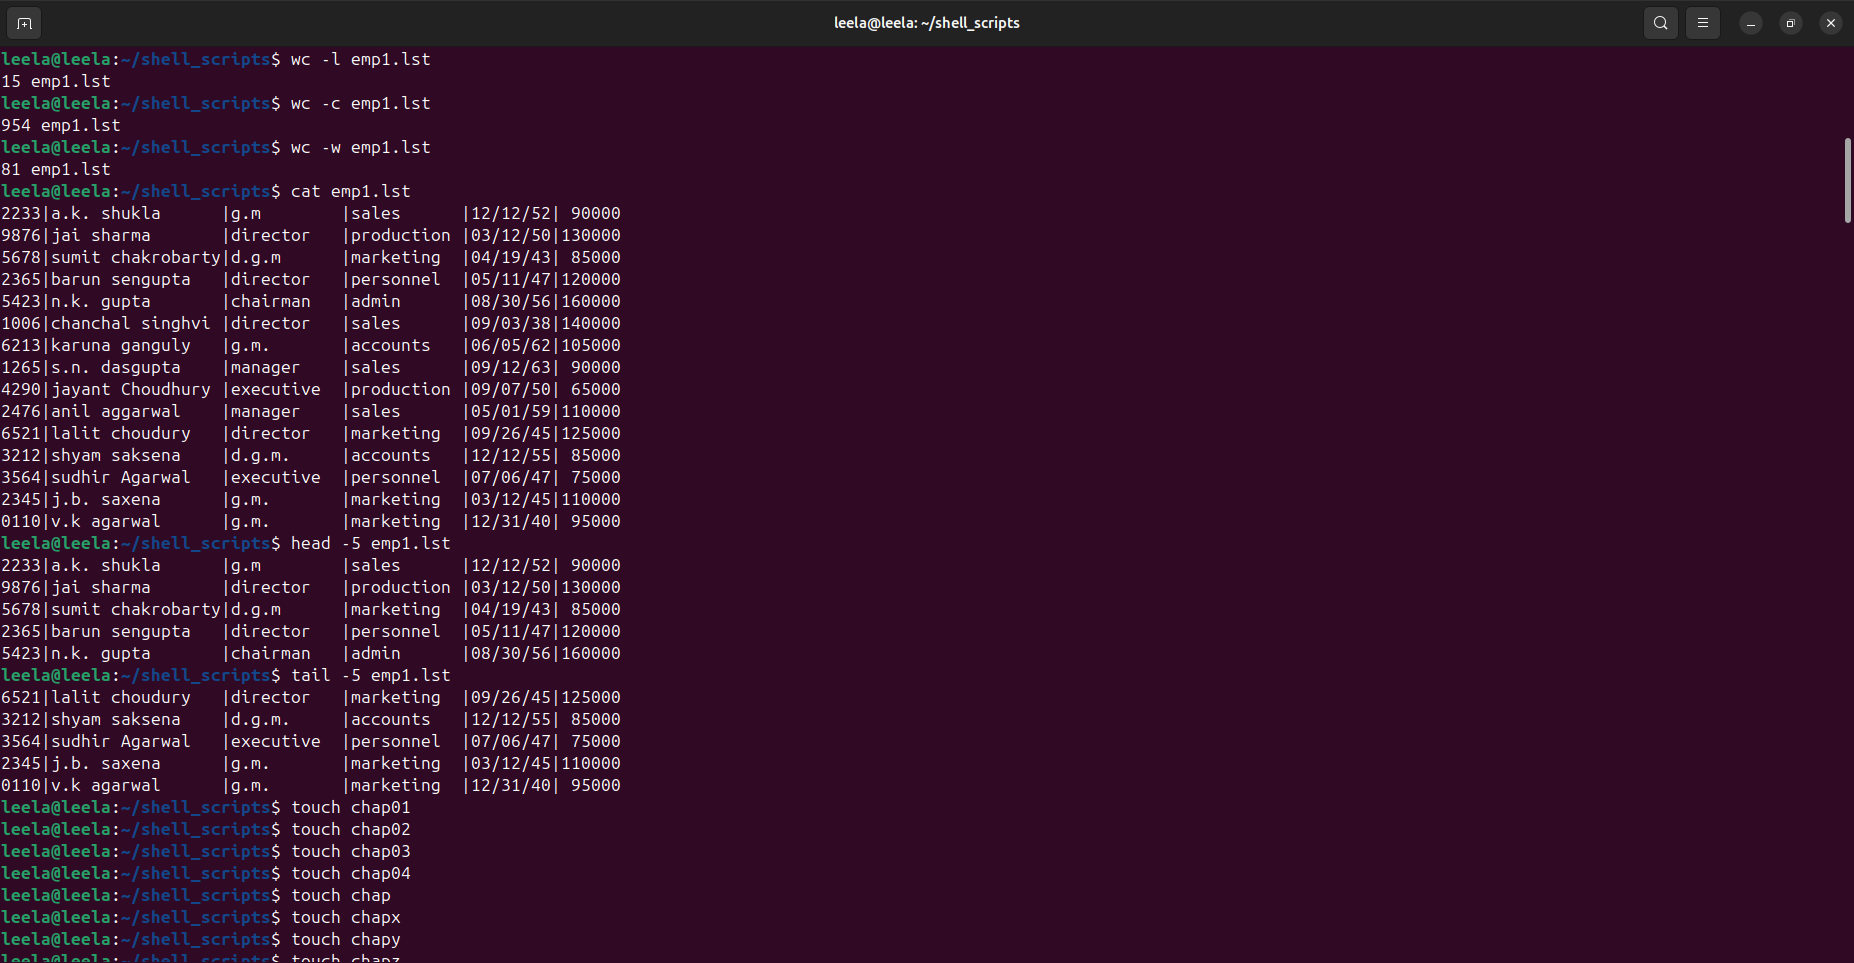 leela@leela: ~/shell_scripts
leela@leela:~/shell_scripts$ wc -l emp1.lst
15 emp1.lst
leela@leela:~/shell_scripts$ wc -c emp1.lst
954 emp1.lst
leela@leela:~/shell_scripts$ wc -w emp1.lst
81 emp1.lst
leela@leela:~/shell_scripts$ cat emp1.lst
2233|a.k. shukla      |g.m        |sales      |12/12/52| 90000
9876|jai sharma       |director   |production |03/12/50|130000
5678|sumit chakrobarty|d.g.m      |marketing  |04/19/43| 85000
2365|barun sengupta   |director   |personnel  |05/11/47|120000
5423|n.k. gupta       |chairman   |admin      |08/30/56|160000
1006|chanchal singhvi |director   |sales      |09/03/38|140000
6213|karuna ganguly   |g.m.       |accounts   |06/05/62|105000
1265|s.n. dasgupta    |manager    |sales      |09/12/63| 90000
4290|jayant Choudhury |executive  |production |09/07/50| 65000
2476|anil aggarwal    |manager    |sales      |05/01/59|110000
6521|lalit choudury   |director   |marketing  |09/26/45|125000
3212|shyam saksena    |d.g.m.     |accounts   |12/12/55| 85000
3564|sudhir Agarwal   |executive  |personnel  |07/06/47| 75000
2345|j.b. saxena      |g.m.       |marketing  |03/12/45|110000
0110|v.k agarwal      |g.m.       |marketing  |12/31/40| 95000
leela@leela:~/shell_scripts$ head -5 emp1.lst
2233|a.k. shukla      |g.m        |sales      |12/12/52| 90000
9876|jai sharma       |director   |production |03/12/50|130000
5678|sumit chakrobarty|d.g.m      |marketing  |04/19/43| 85000
2365|barun sengupta   |director   |personnel  |05/11/47|120000
5423|n.k. gupta       |chairman   |admin      |08/30/56|160000
leela@leela:~/shell_scripts$ tail -5 emp1.lst
6521|lalit choudury   |director   |marketing  |09/26/45|125000
3212|shyam saksena    |d.g.m.     |accounts   |12/12/55| 85000
3564|sudhir Agarwal   |executive  |personnel  |07/06/47| 75000
2345|j.b. saxena      |g.m.       |marketing  |03/12/45|110000
0110|v.k agarwal      |g.m.       |marketing  |12/31/40| 95000
leela@leela:~/shell_scripts$ touch chap01
leela@leela:~/shell_scripts$ touch chap02
leela@leela:~/shell_scripts$ touch chap03
leela@leela:~/shell_scripts$ touch chap04
leela@leela:~/shell_scripts$ touch chap
leela@leela:~/shell_scripts$ touch chapx
leela@leela:~/shell_scripts$ touch chapy
leela@leela:~/shell_scripts$ touch chapz